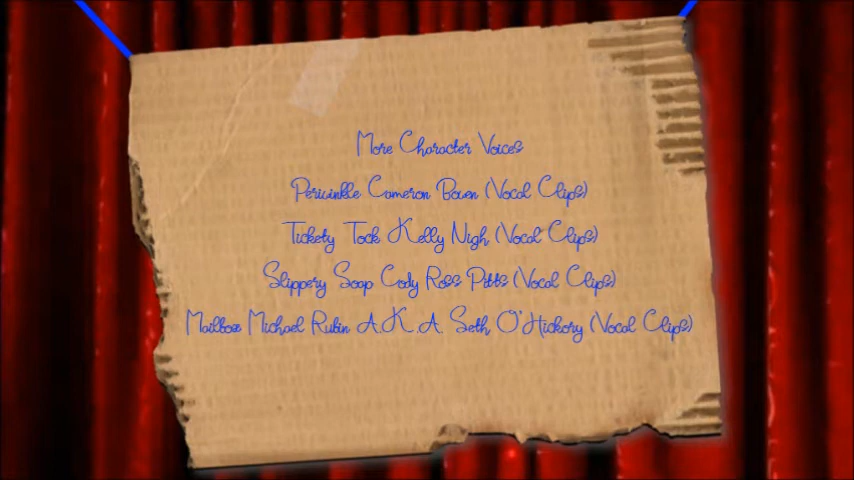 More Character Voices
Periwinkle Cameron Bowen (Vocal Clips)
Tickety Tock Kelly Nigh (Vocal Clips)
Slippery Soap Cody Ross Pitts (Vocal Clips)
Mailbox Michael Rubin A.K.A. Seth O'Hickory (Vocal Clips)